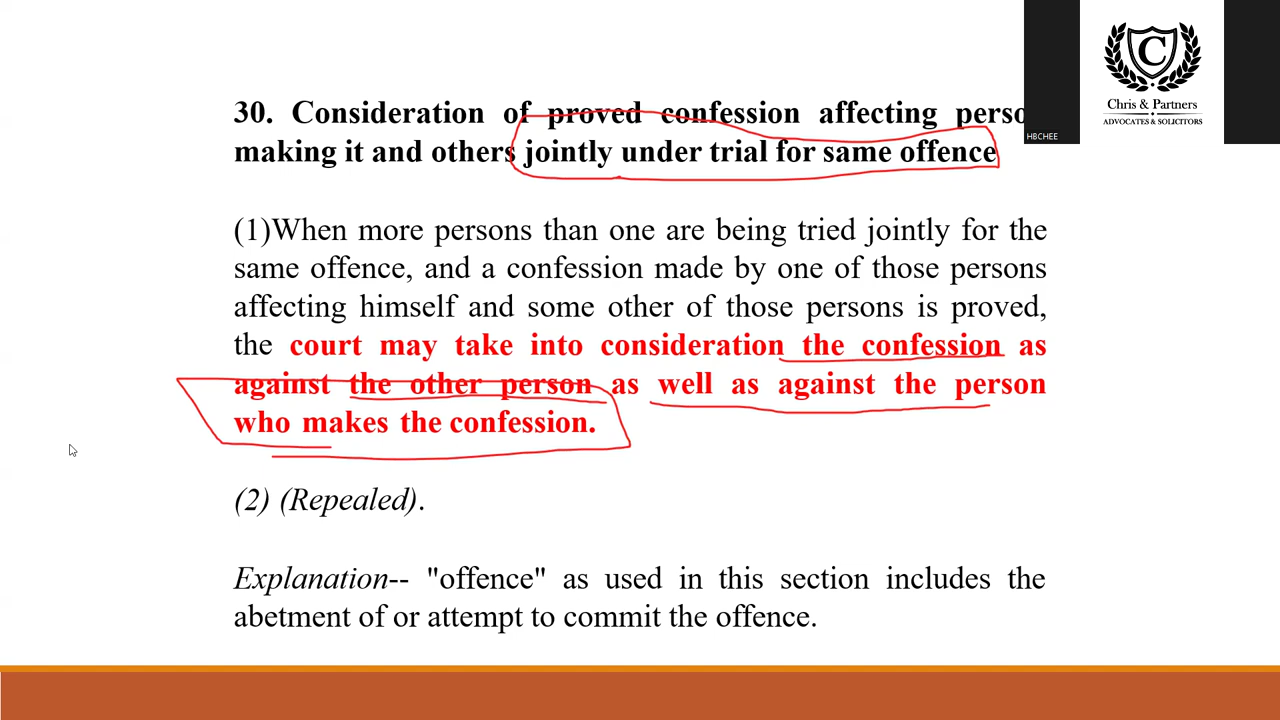 30. Consideration of proved confession affecting perso
making it and others jointly under trial for same offence
(1)When more persons than one are being tried jointly for the
same offence, and a confession made by one of those persons
affecting himself and some other of those persons is proved,
the court may take into consideration the confession as
against the other person as well as against the person
who makes the confession.
(2) (Repealed).
Explanation-- "offence" as used in this section includes the
abetment of or attempt to commit the offence.
C
Chris & Partners
ADVOCATES & SOLICITORS
HBCHEE